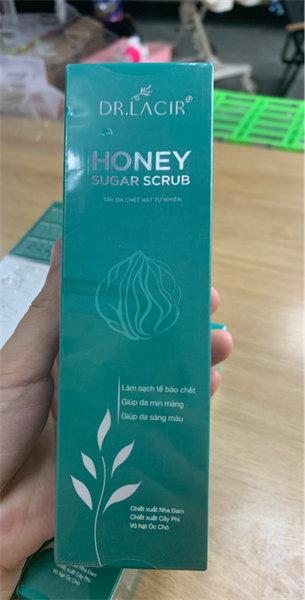 DR.LACIR®
HONEY
SUGAR SCRUB
TẨY DA CHẾT HẠT TỰ NHIÊN
Làm sạch tế bào chết
Giúp da mịn màng
Giúp da sáng màu
Chiết xuất Nha Đam
Chiết xuất Cây Phỉ
Vỏ hạt Óc Chó